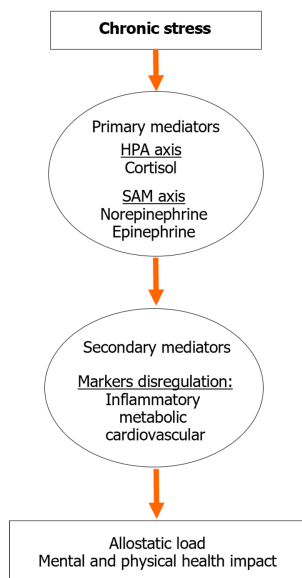 Chronic stress
Primary mediators
HPA axis
Cortisol
SAM axis
Norepinephrine
Epinephrine
Secondary mediators
Markers disregulation:
Inflammatory
metabolic
cardiovascular
Allostatic load
Mental and physical health impact